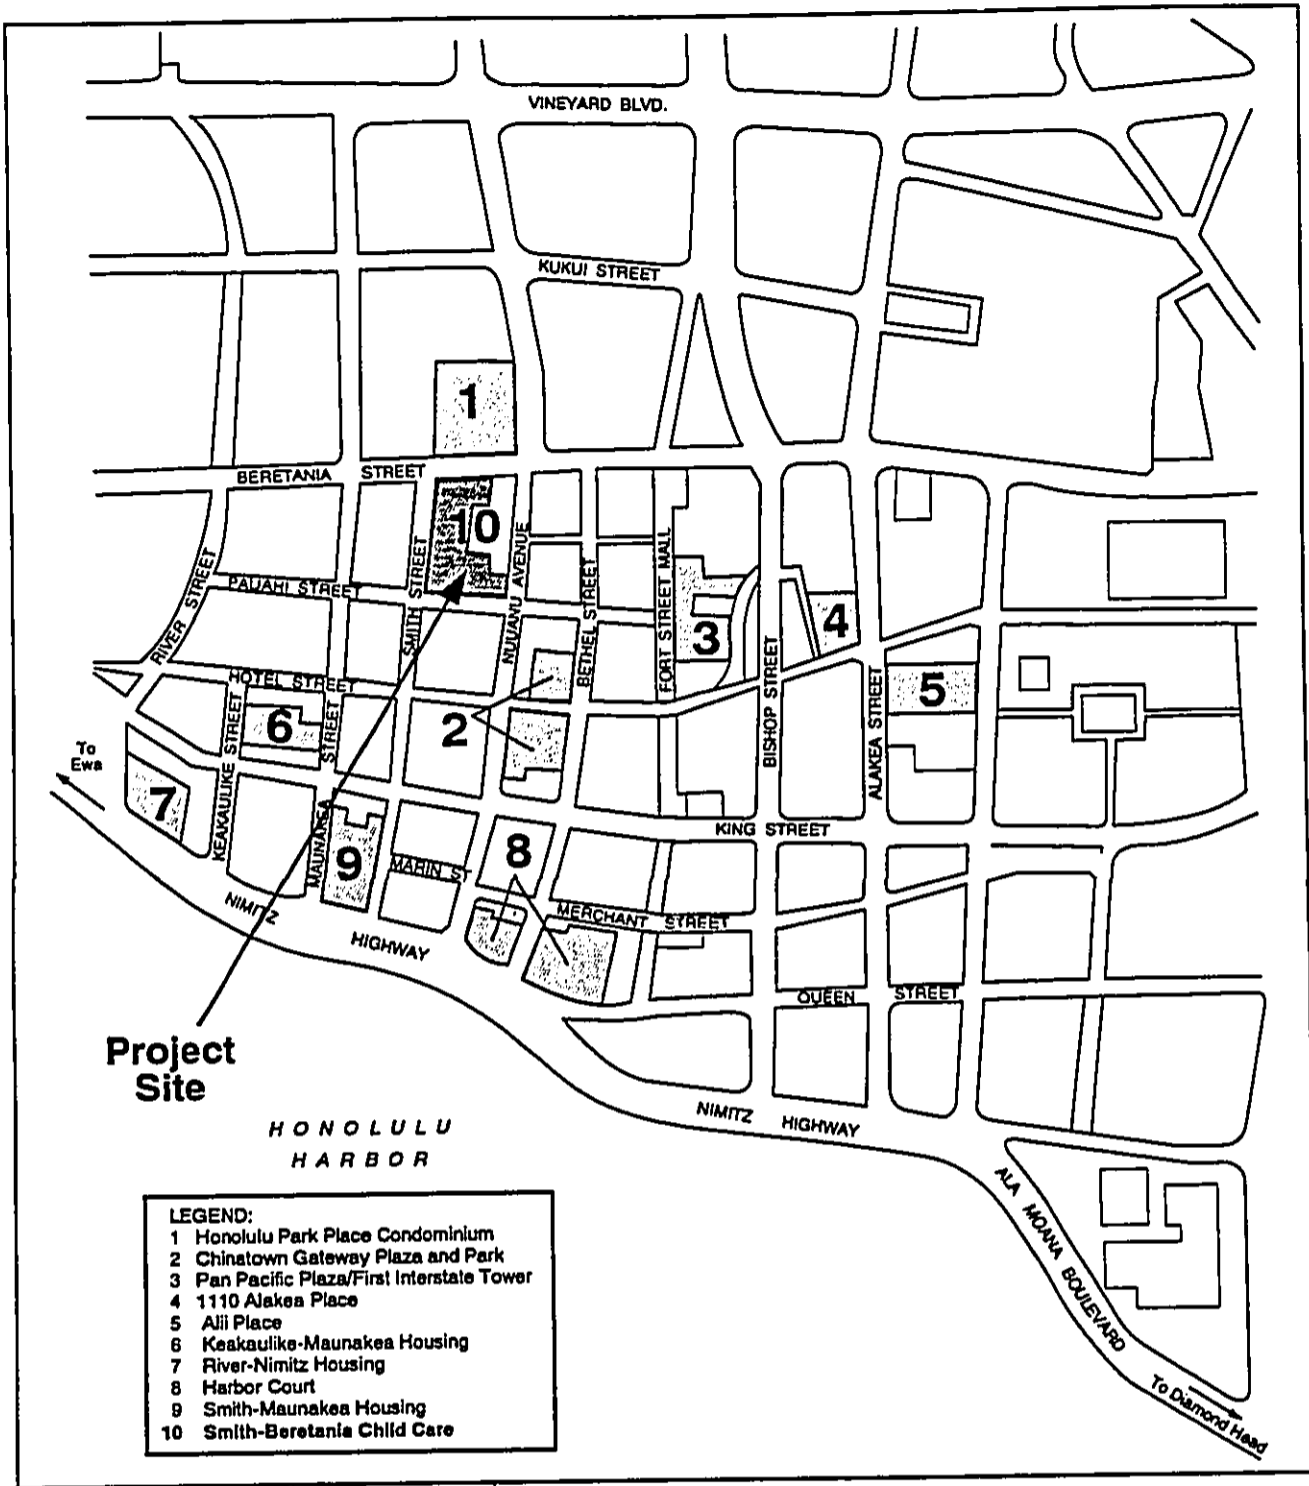 VINEYARD BLVD.
KUKUI STREET
1
BERETANIA STREET
10
RIVER STREET
PAUAHI STREET
SMITH STREET
NUUANU AVENUE
BETHEL STREET
FORT STREET MALL
3
4
BISHOP STREET
ALAKEA STREET
5
HOTEL STREET
KEAKAULIKE STREET
6
MAUNAKEA STREET
2
To
Ewa
7
KING STREET
9
MARIN ST
8
MERCHANT STREET
NIMITZ HIGHWAY
QUEEN STREET
Project
Site
NIMITZ HIGHWAY
HONOLULU
HARBOR
ALA MOANA BOULEVARD
To Diamond Head
LEGEND:
1 Honolulu Park Place Condominium
2 Chinatown Gateway Plaza and Park
3 Pan Pacific Plaza/First Interstate Tower
4 1110 Alakea Place
5 Alii Place
6 Keakaulike-Maunakea Housing
7 River-Nimitz Housing
8 Harbor Court
9 Smith-Maunakea Housing
10 Smith-Beretania Child Care